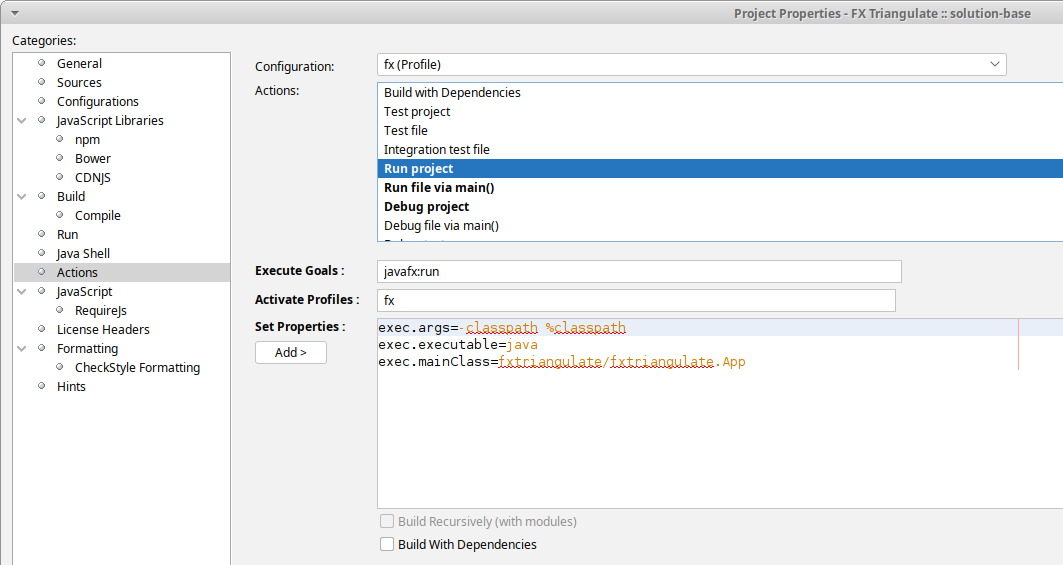 Project Properties - FX Triangulate :: solution-base
Categories:
General
Sources
Configurations
JavaScript Libraries
npm
Bower
CDNJS
Build
Compile
Run
Java Shell
Actions
JavaScript
RequireJs
License Headers
Formatting
CheckStyle Formatting
Hints
Configuration:
fx (Profile)
Actions:
Build with Dependencies
Test project
Test file
Integration test file
Run project
Run file via main()
Debug project
Debug file via main()
Execute Goals :
javafx:run
Activate Profiles :
fx
Set Properties :
Add >
exec.args=-classpath %classpath
exec.executable=java
exec.mainClass=fxtriangulate/fxtriangulate.App
Build Recursively (with modules)
Build With Dependencies